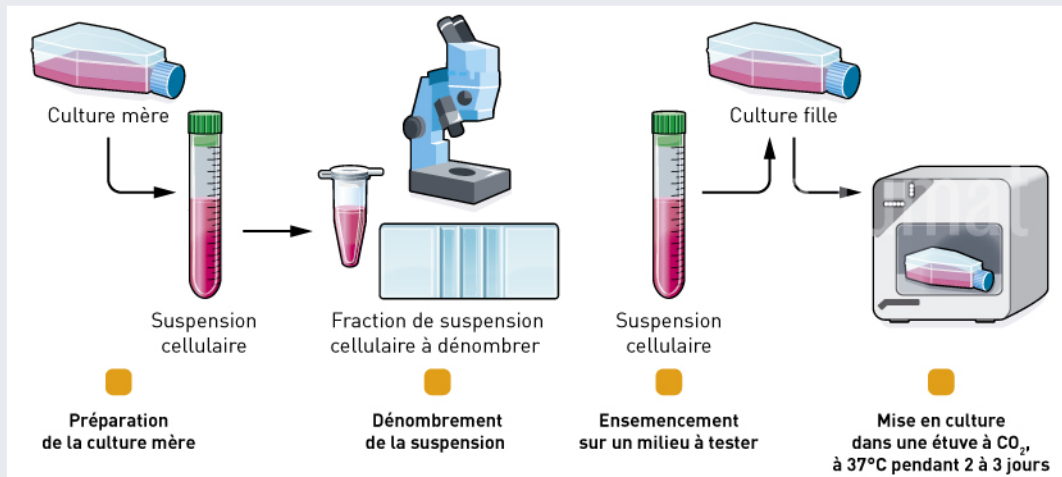 Culture mère
Culture fille
Suspension
cellulaire
Fraction de suspension
cellulaire à dénombrer
Suspension
cellulaire
Préparation
de la culture mère
Dénombrement
de la suspension
Ensemencement
sur un milieu à tester
Mise en culture
dans une étuve à CO₂,
à 37°C pendant 2 à 3 jours